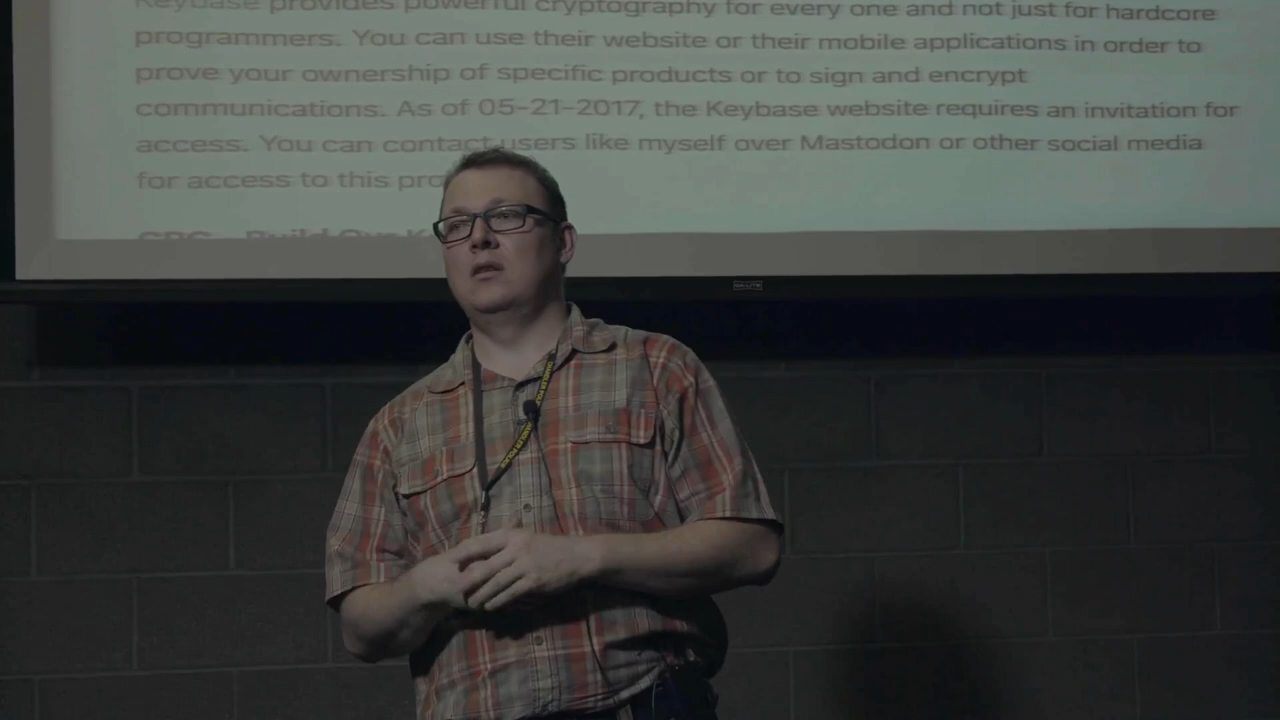 Keybase provides powerful cryptography for every one and not just for hardcore
programmers. You can use their website or their mobile applications in order to
prove your ownership of specific products or to sign and encrypt
communications. As of 05-21-2017, the Keybase website requires an invitation for
access. You can contact users like myself over Mastodon or other social media
for access to this pro
DA-LITE